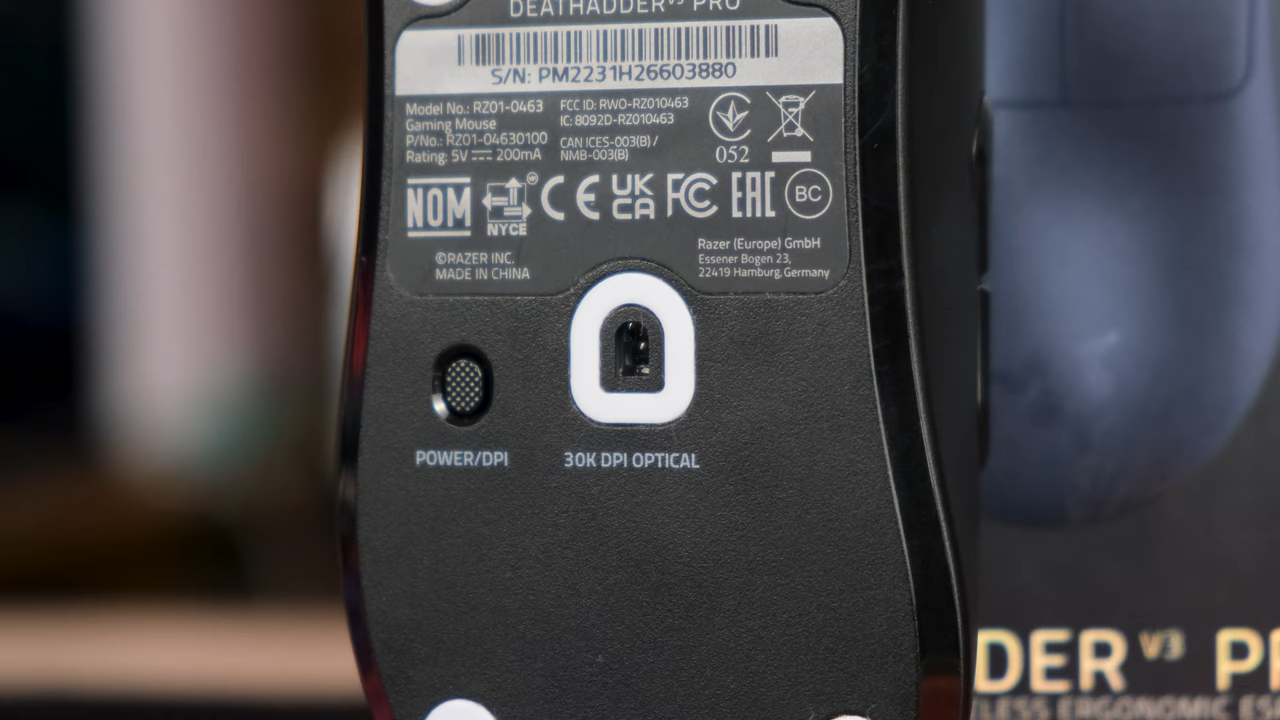 DEATHADDER V3 PRO
S/N: PM2231H26603880
Model No.: RZ01-0463
Gaming Mouse
P/No.: RZ01-04630100
Rating: 5V 200mA
FCC ID: RWO-RZ010463
IC: 8092D-RZ010463
CAN ICES-003(B) /
NMB-003(B)
052
NOM
NYCE
CE
UK
CA
FC
EAC
BC
©RAZER INC.
MADE IN CHINA
Razer (Europe) GmbH
Essener Bogen 23,
22419 Hamburg, Germany
POWER/DPI
30K DPI OPTICAL
DER V3 P
LESS ERGONOMIC ES